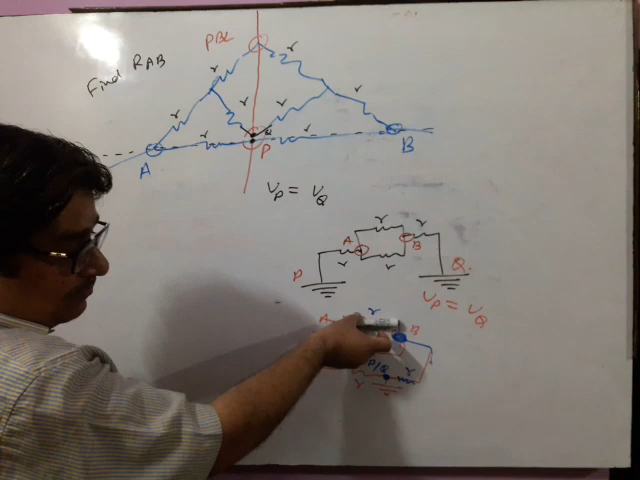 Find RAB
PBL
r r
r r r r
r r
A P B
VP = VQ
r r
A B
r r
P Q.
VP = VQ
A r B
P/Q
r r